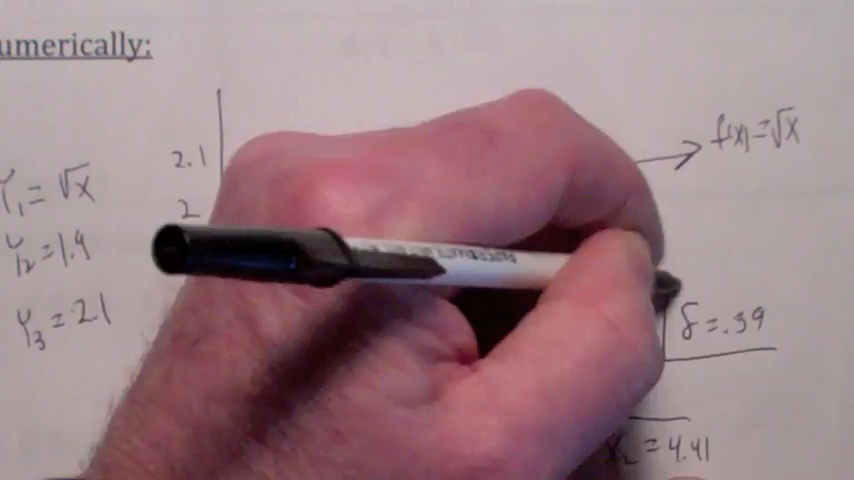 umerically:
f(x)=√x
2.1
Y₁ = √x
2
Y₂ = 1.9
Y₃ = 2.1
δ = .39
x₂ = 4.41